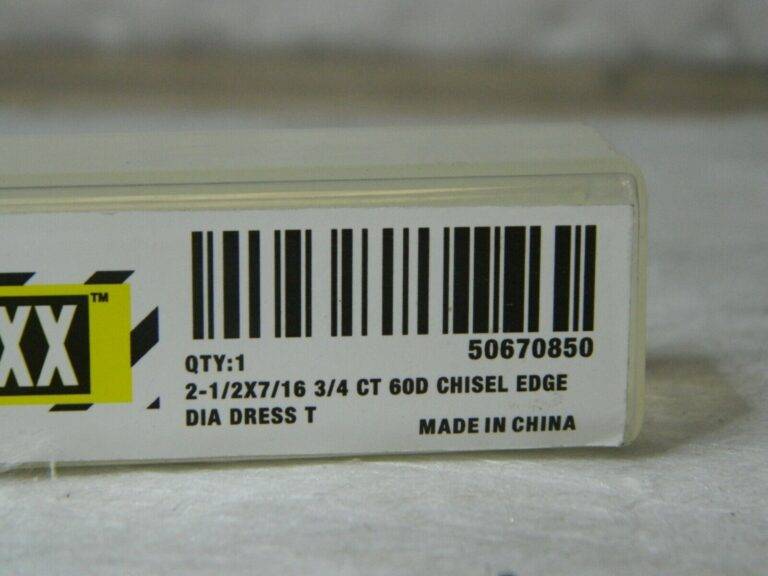 XX™
50670850
QTY:1
2-1/2X7/16 3/4 CT 60D CHISEL EDGE
DIA DRESS T
MADE IN CHINA